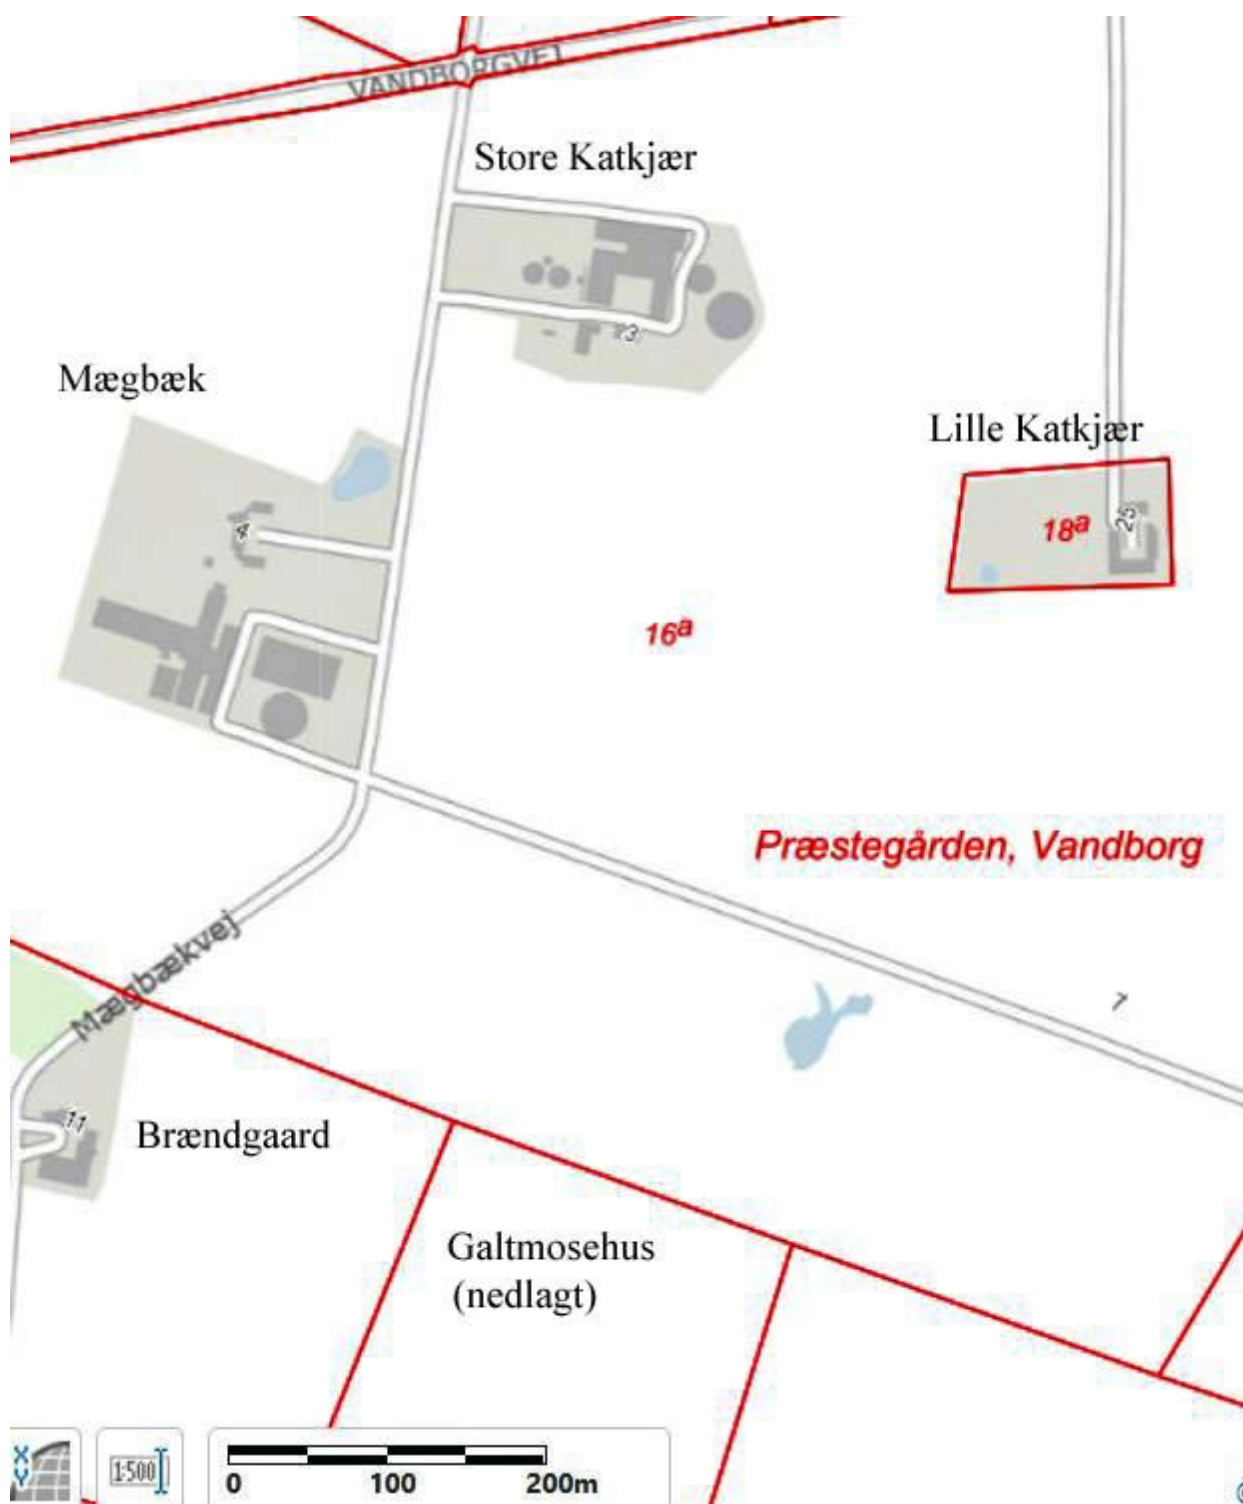 VANDBORGVEJ
Store Katkjær
3
Mægbæk
Lille Katkjær
4
18a
25
16a
Præstegården, Vandborg
Mægbækvej
7
11
Brændgaard
Galtmosehus
(nedlagt)
X
Y
1:500
0 100 200m